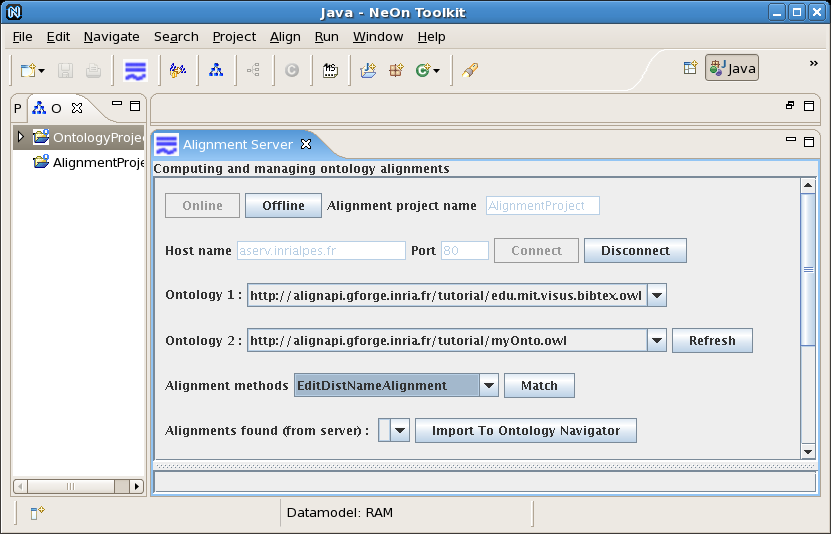 Java - NeOn Toolkit
File Edit Navigate Search Project Align Run Window Help
Java
P O
Alignment Server
OntologyProje
AlignmentProje
Computing and managing ontology alignments
Online Offline Alignment project name AlignmentProject
Host name aserv.inrialpes.fr Port 80 Connect Disconnect
Ontology 1 : http://alignapi.gforge.inria.fr/tutorial/edu.mit.visus.bibtex.owl
Ontology 2 : http://alignapi.gforge.inria.fr/tutorial/myOnto.owl Refresh
Alignment methods EditDistNameAlignment Match
Alignments found (from server) : Import To Ontology Navigator
Datamodel: RAM